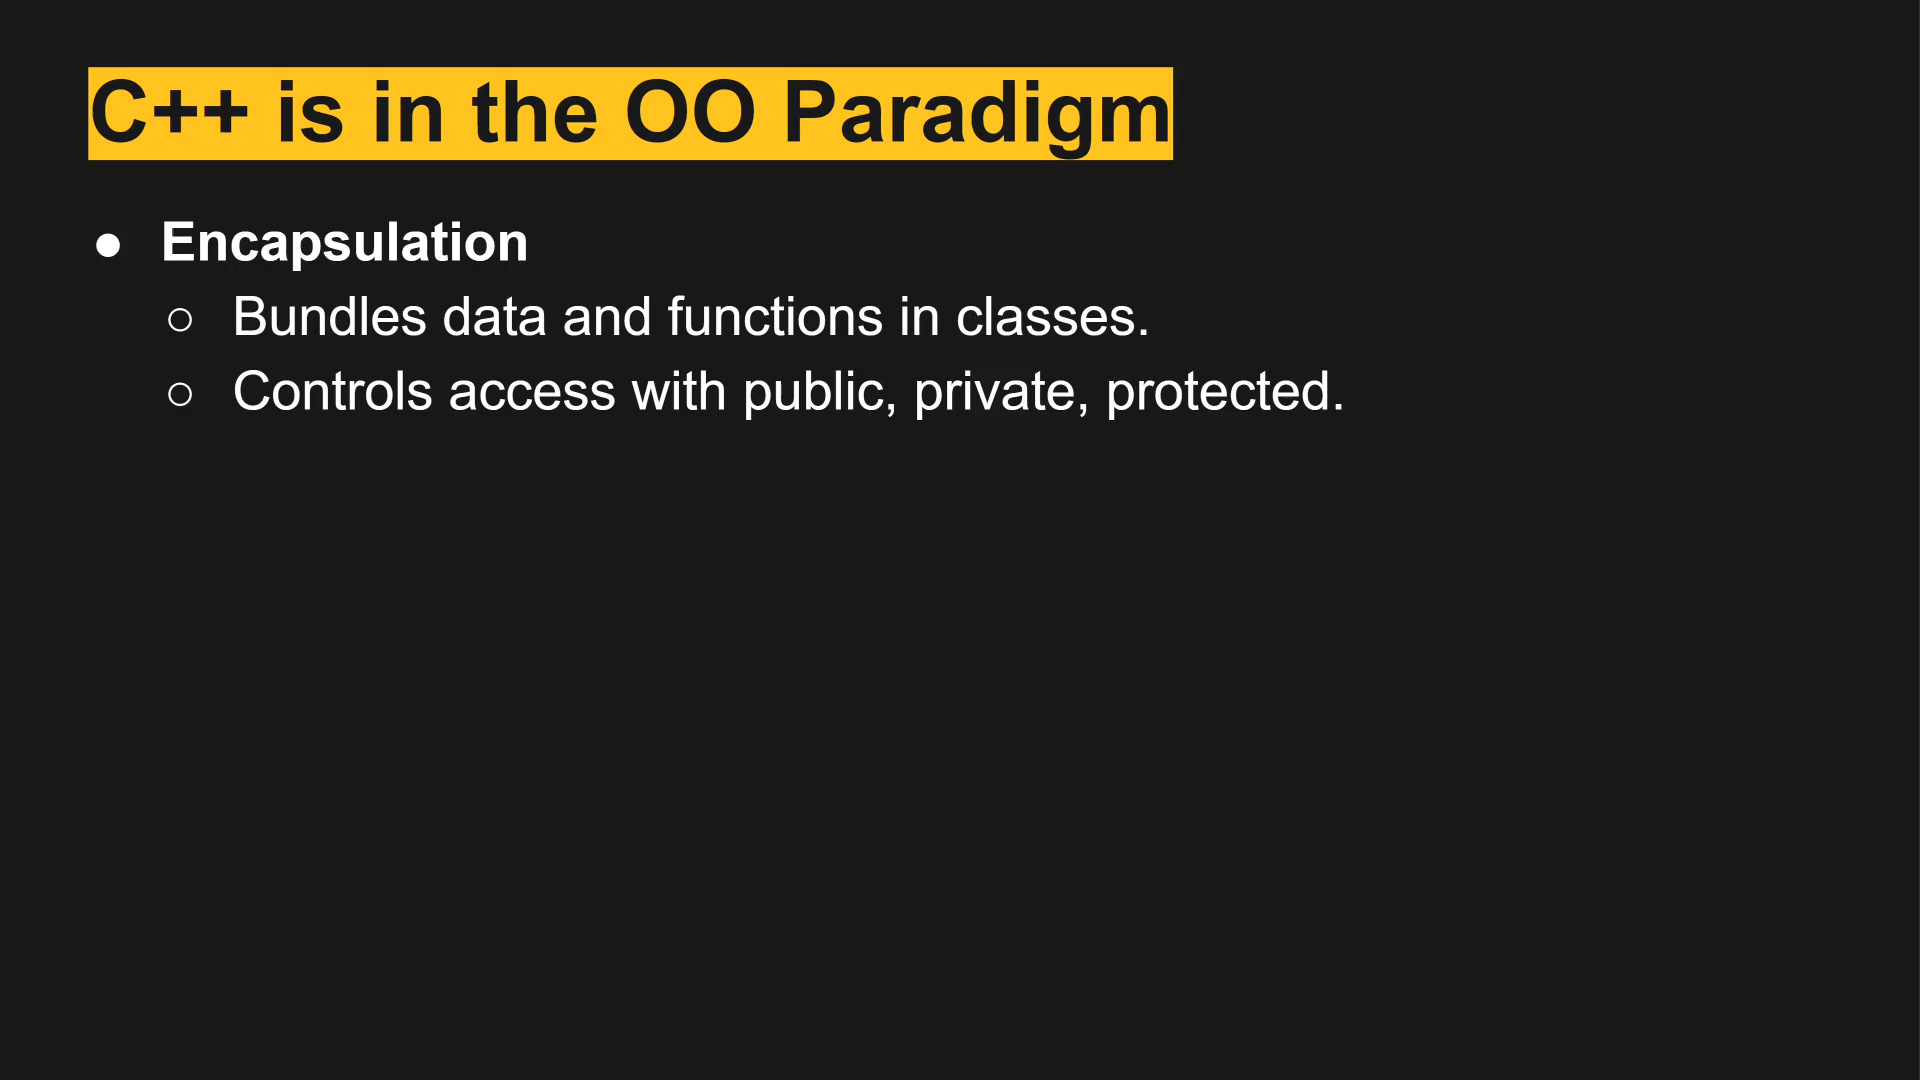 C++ is in the OO Paradigm
● Encapsulation
○ Bundles data and functions in classes.
○ Controls access with public, private, protected.